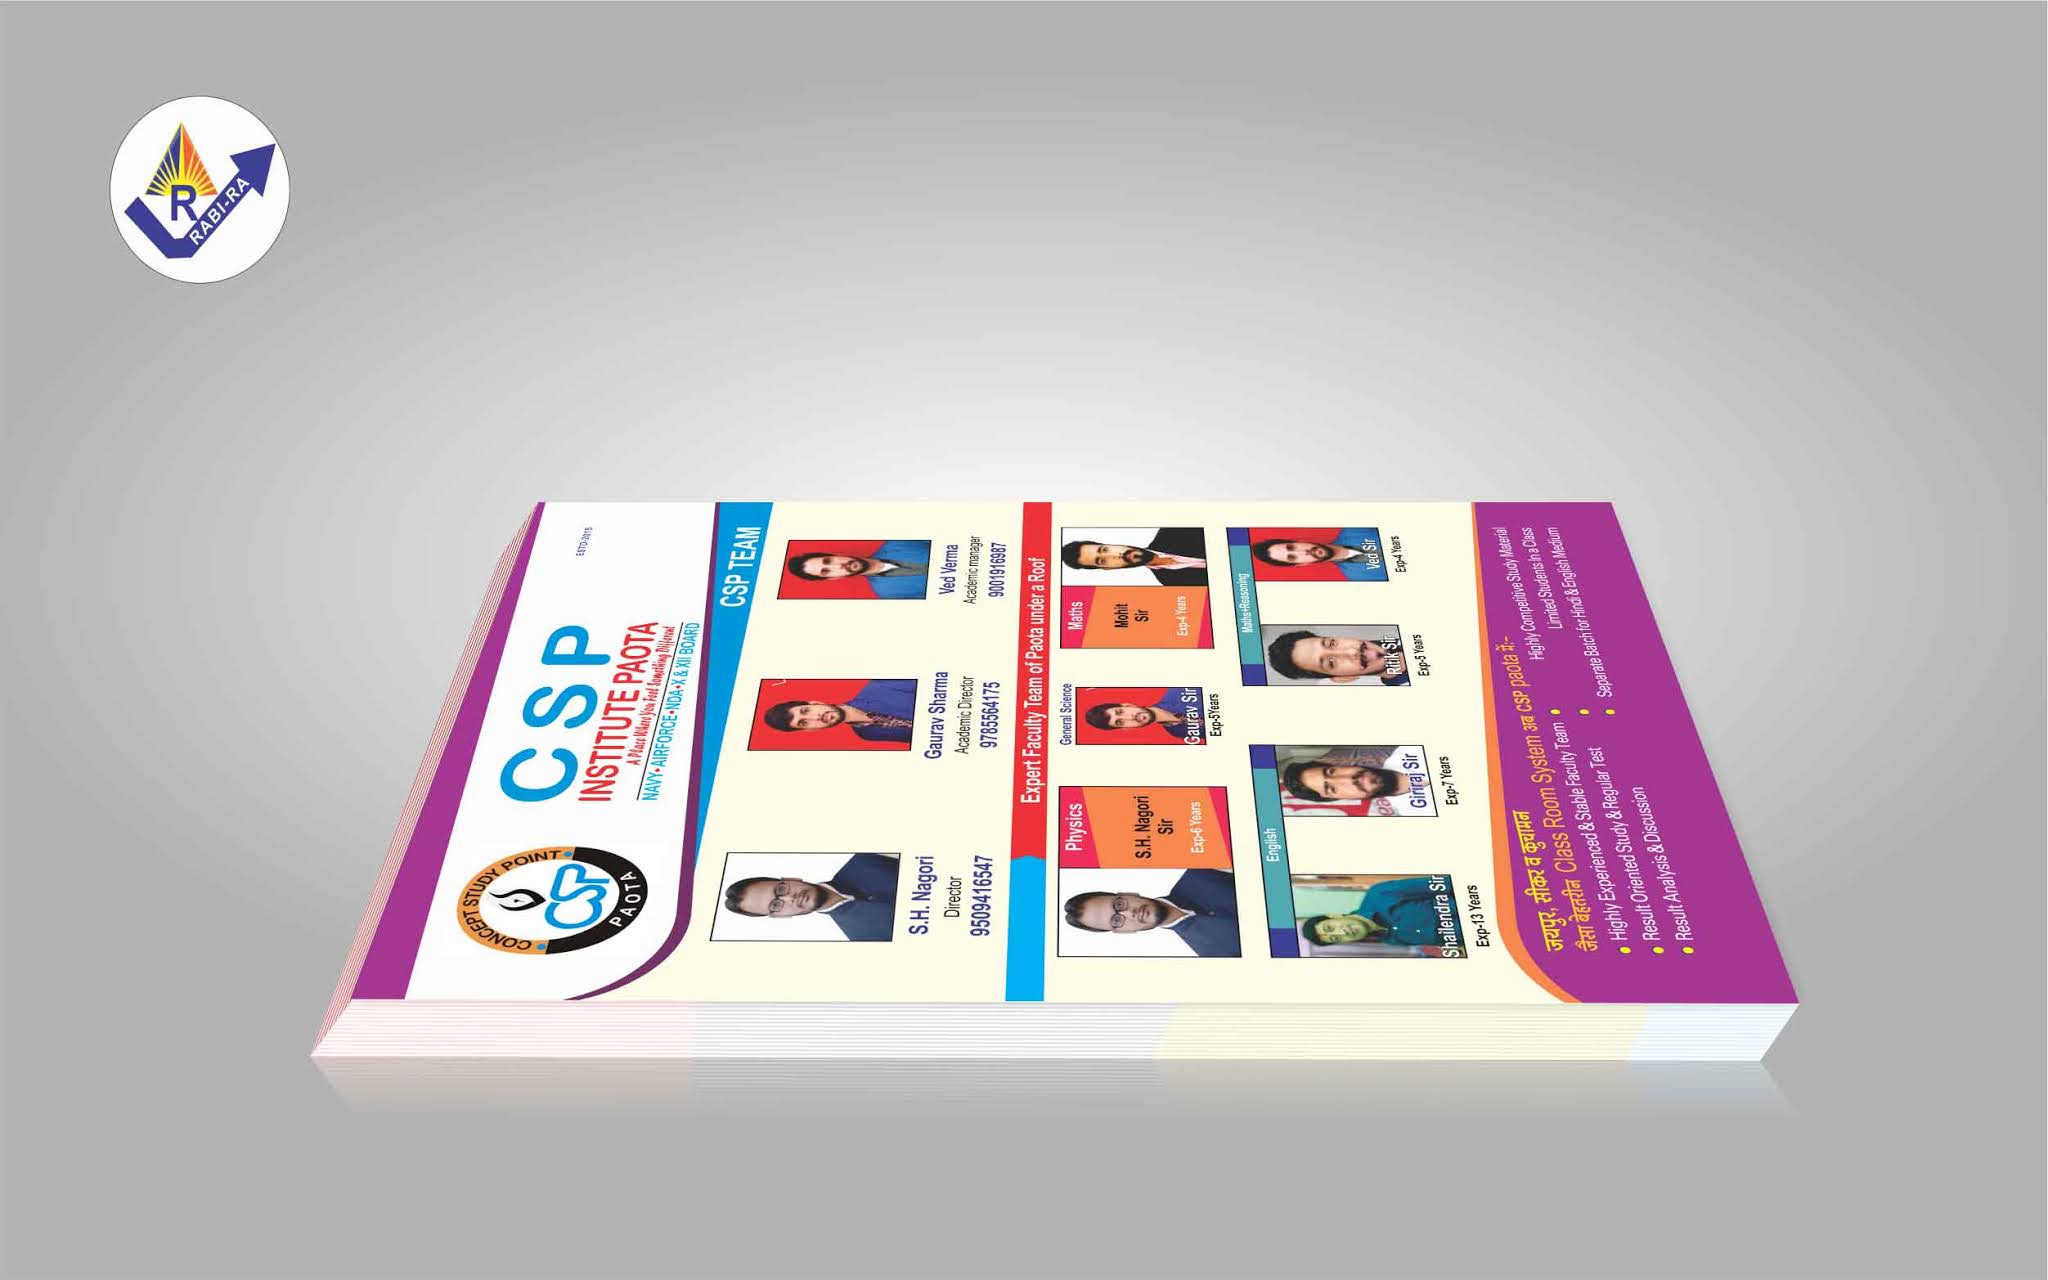 R
RABI-RA
ESTD-2015
CONCEPT STUDY POINT
CSP
PAOTA
CSP
INSTITUTE PAOTA
A Place Where You Feel Something Different
NAVY•AIRFORCE•NDA•X & XII BOARD
CSP TEAM
S.H. Nagori
Director
9509416547
Gaurav Sharma
Academic Director
9785564175
Ved Verma
Academic manager
9001916987
Expert Faculty Team of Paota under a Roof
Physics
S.H. Nagori
Sir
Exp-6 Years
General Science
Gaurav Sir
Exp-5Years
Maths
Mohit
Sir
Exp-4 Years
English
Shailendra Sir
Exp-13 Years
Giriraj Sir
Exp-7 Years
Maths+Reasoning
Ritik Sir
Exp-5 Years
Ved Sir
Exp-4 Years
जयपुर, सीकर व कुचामन
जैसा बेहतरीन Class Room System अब CSP paota में:-
• Highly Experienced & Stable Faculty Team
• Result Oriented Study & Regular Test
• Result Analysis & Discussion
• Highly Competitive Study Material
• Limited Students in a Class
• Separate Batch for Hindi & English Medium